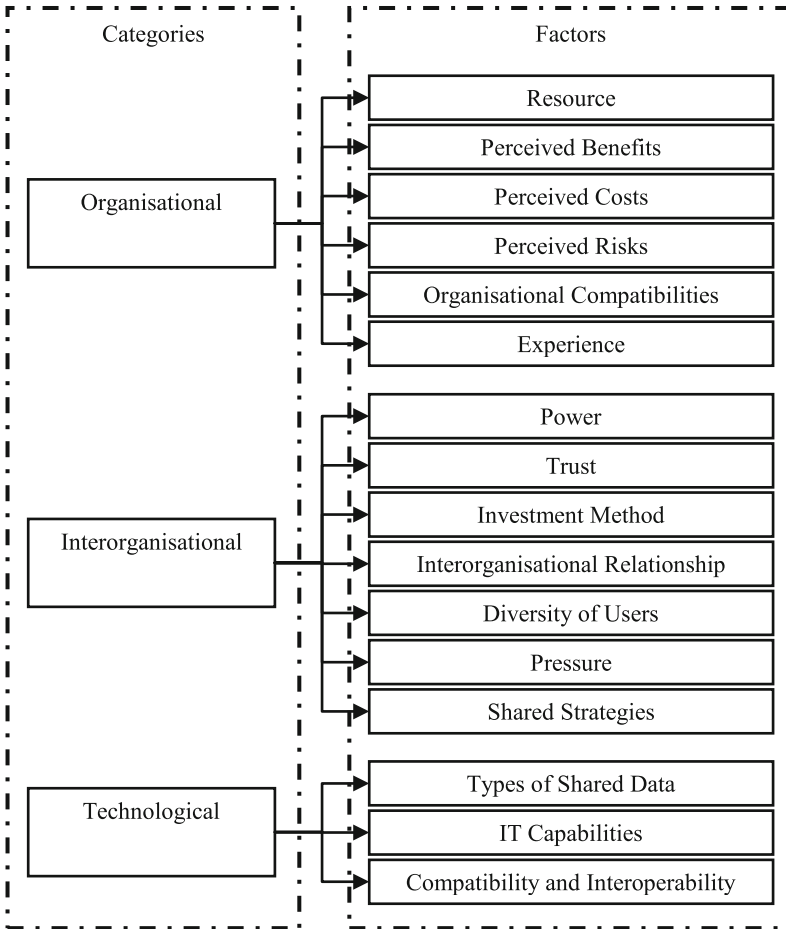 Categories
Factors
Organisational
Resource
Perceived Benefits
Perceived Costs
Perceived Risks
Organisational Compatibilities
Experience
Interorganisational
Power
Trust
Investment Method
Interorganisational Relationship
Diversity of Users
Pressure
Shared Strategies
Technological
Types of Shared Data
IT Capabilities
Compatibility and Interoperability